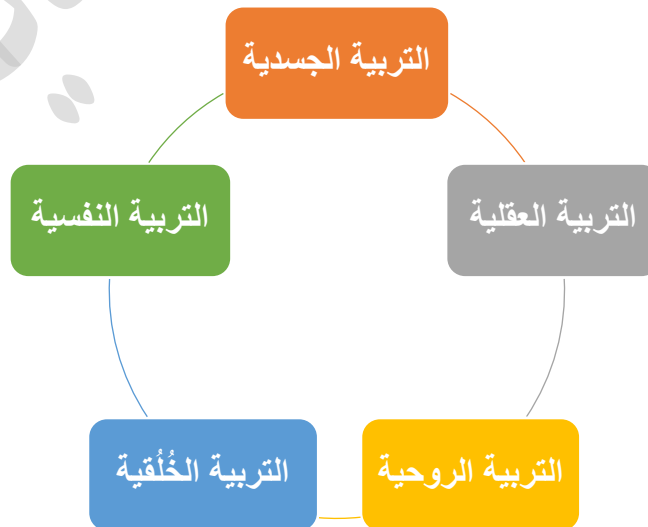 التربية الجسدية
التربية العقلية
التربية الروحية
التربية الخُلُقية
التربية النفسية